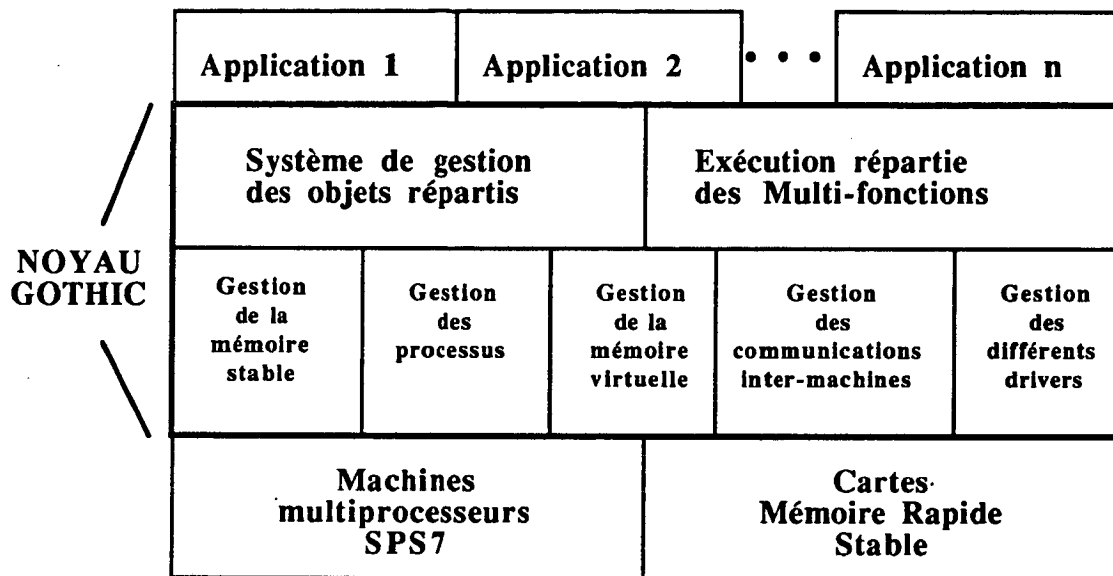 Application 1
Application 2
• • •
Application n
NOYAU
GOTHIC
Système de gestion
des objets répartis
Exécution répartie
des Multi-fonctions
Gestion
de la
mémoire
stable
Gestion
des
processus
Gestion
de la
mémoire
virtuelle
Gestion
des
communications
inter-machines
Gestion
des
différents
drivers
Machines
multiprocesseurs
SPS7
Cartes
Mémoire Rapide
Stable